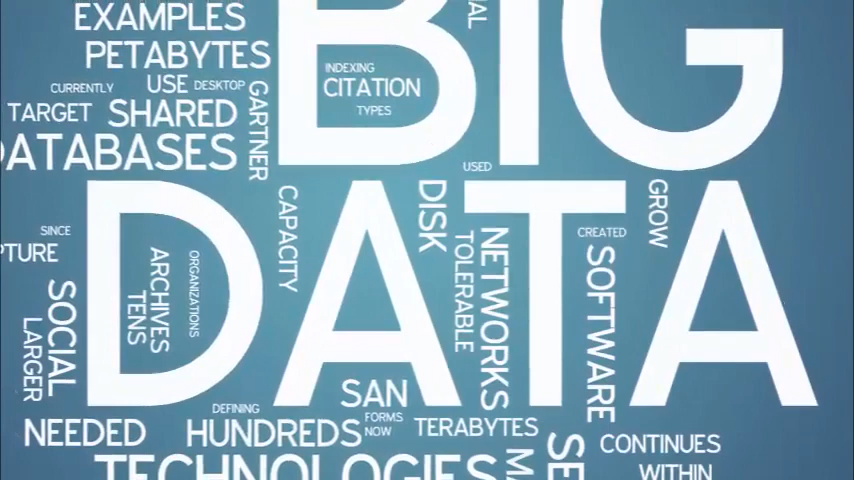 EXAMPLES
BIG
PETABYTES
INDEXING
CITATION
TYPES
CURRENTLY
USE
DESKTOP
GARTNER
TARGET
SHARED
DATABASES
USED
DATA
CAPACITY
DISK
GROW
SINCE
ARCHIVES
TENS
ORGANIZATIONS
TOLERABLE
NETWORKS
CREATED
SOFTWARE
SOCIAL
LARGER
SAN
DEFINING
FORMS
NOW
NEEDED
HUNDREDS
TERABYTES
CONTINUES
TECHNOLOGIES
WITHIN